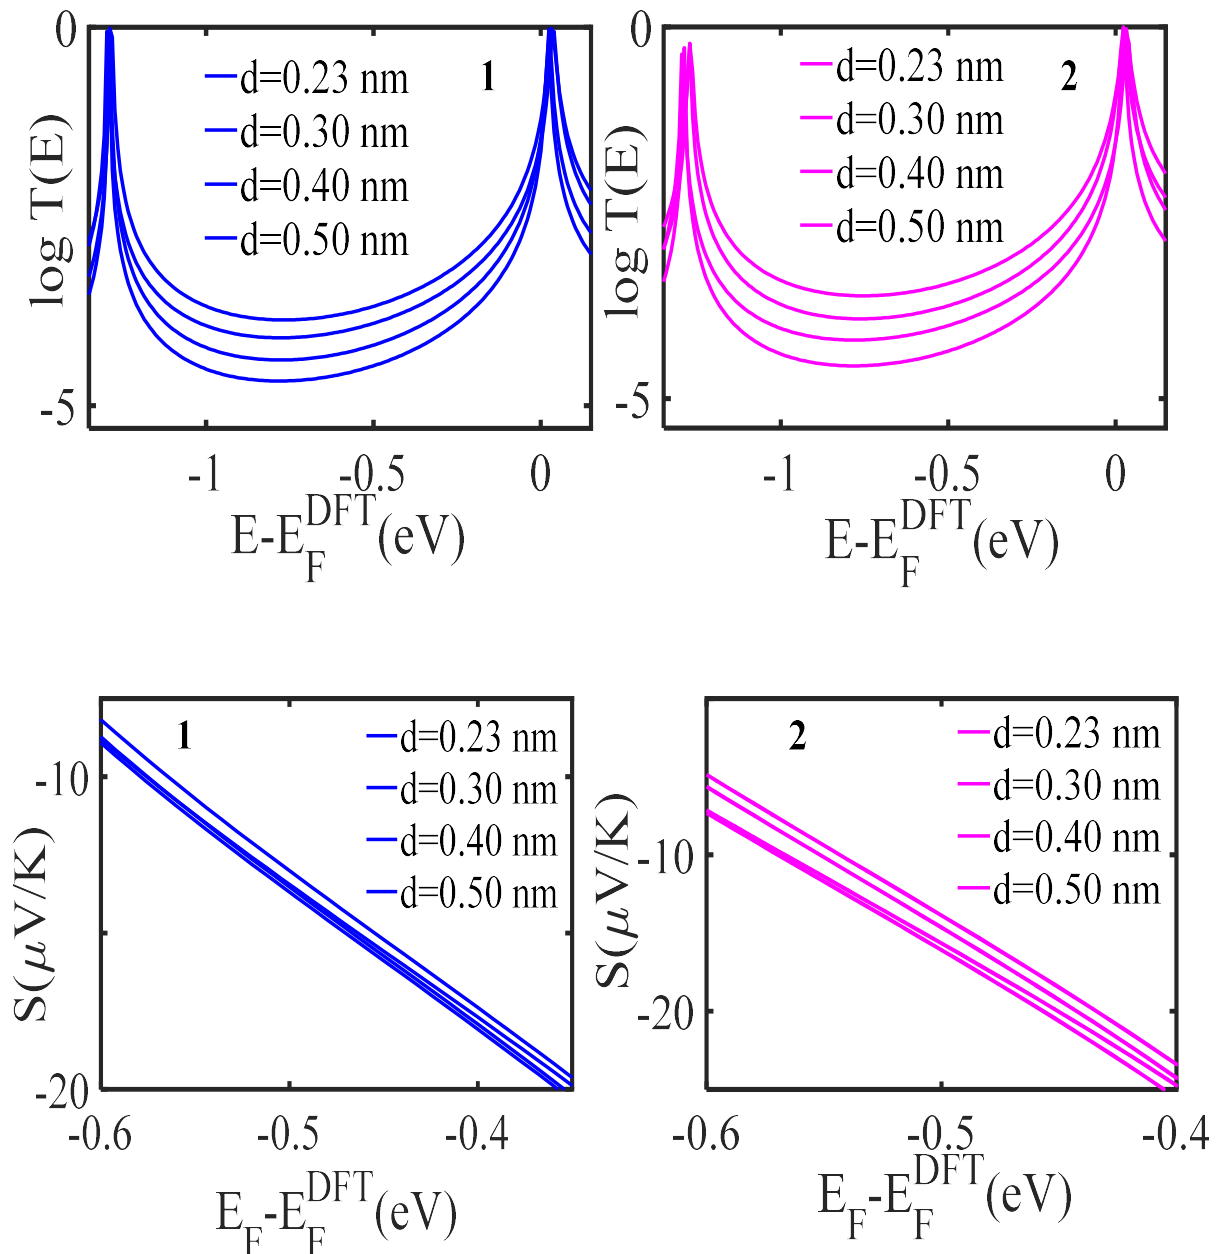 0
-5
log T(E)
d=0.23 nm
d=0.30 nm
d=0.40 nm
d=0.50 nm
1
-1
-0.5
0
E-E_F^DFT(eV)
0
-5
log T(E)
d=0.23 nm
d=0.30 nm
d=0.40 nm
d=0.50 nm
2
-1
-0.5
0
E-E_F^DFT(eV)
-10
-20
S(μV/K)
1
d=0.23 nm
d=0.30 nm
d=0.40 nm
d=0.50 nm
-0.6
-0.5
-0.4
E_F-E_F^DFT(eV)
-10
-20
S(μV/K)
2
d=0.23 nm
d=0.30 nm
d=0.40 nm
d=0.50 nm
-0.6
-0.5
-0.4
E_F-E_F^DFT(eV)